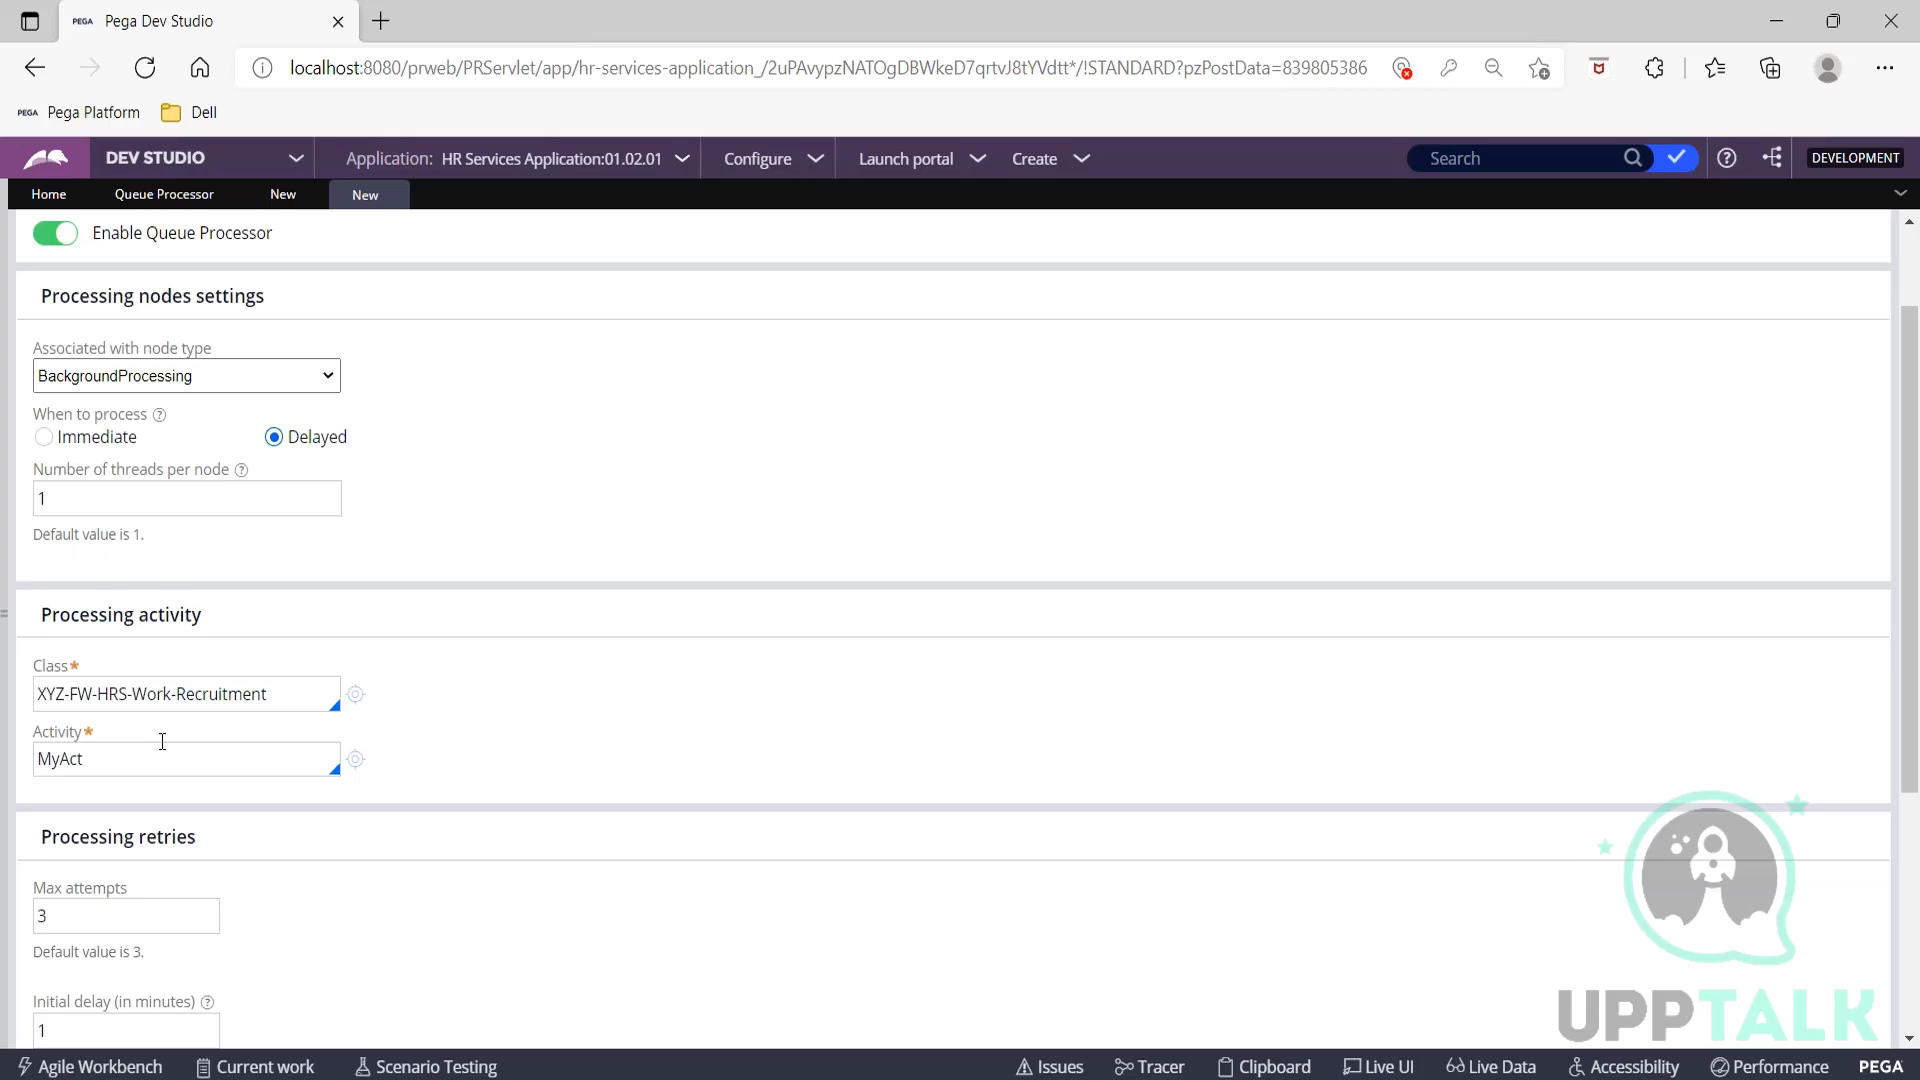 PEGA Pega Dev Studio
localhost:8080/prweb/PRServlet/app/hr-services-application_/2uPAvypzNATOgDBWkeD7qrtvJ8tYVdtt*/!STANDARD?pzPostData=839805386
PEGA Pega Platform Dell
DEV STUDIO Application: HR Services Application:01.02.01 Configure Launch portal Create Search DEVELOPMENT
Home Queue Processor New New
Enable Queue Processor
Processing nodes settings
Associated with node type
BackgroundProcessing
When to process ?
Immediate Delayed
Number of threads per node ?
1
Default value is 1.
Processing activity
Class*
XYZ-FW-HRS-Work-Recruitment
Activity*
MyAct
Processing retries
Max attempts
3
Default value is 3.
Initial delay (in minutes) ?
1
UPPTALK
Agile Workbench Current work Scenario Testing Issues Tracer Clipboard Live UI Live Data Accessibility Performance PEGA